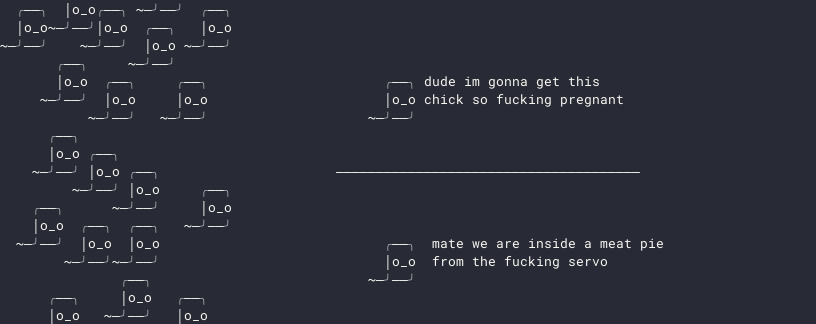 dude im gonna get this
chick so fucking pregnant
mate we are inside a meat pie
from the fucking servo